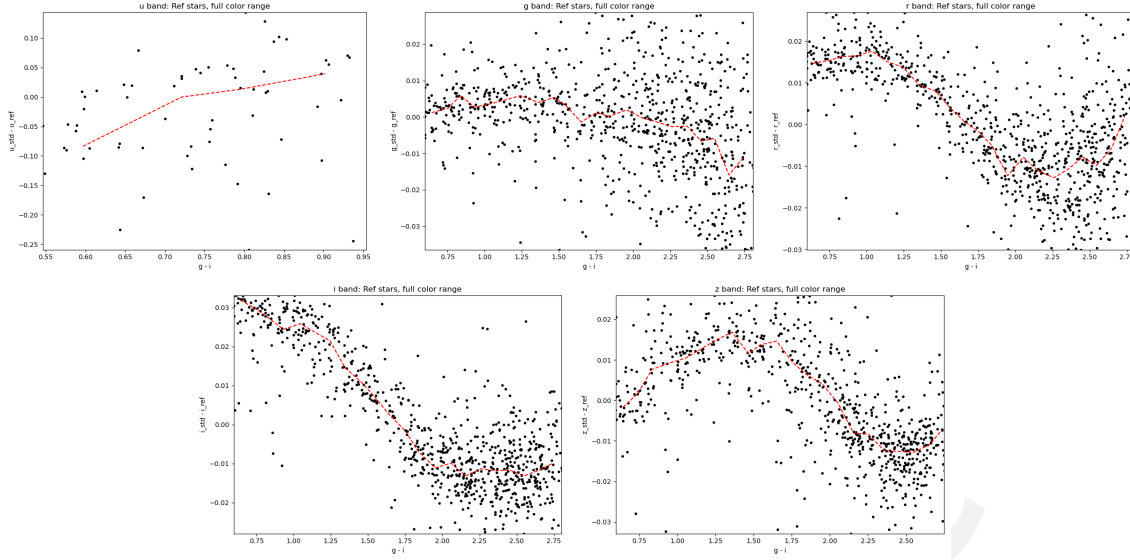 u band: Ref stars, full color range
u_std - u_ref
0.10
0.05
0.00
−0.05
−0.10
−0.15
−0.20
−0.25
0.55 0.60 0.65 0.70 0.75 0.80 0.85 0.90 0.95
g - i
g band: Ref stars, full color range
g_std - g_ref
0.02
0.01
0.00
−0.01
−0.02
−0.03
0.75 1.00 1.25 1.50 1.75 2.00 2.25 2.50 2.75
g - i
r band: Ref stars, full color range
r_std - r_ref
0.02
0.01
0.00
−0.01
−0.02
−0.03
0.75 1.00 1.25 1.50 1.75 2.00 2.25 2.50 2.75
g - i
i band: Ref stars, full color range
i_std - i_ref
0.03
0.02
0.01
0.00
−0.01
−0.02
0.75 1.00 1.25 1.50 1.75 2.00 2.25 2.50 2.75
g - i
z band: Ref stars, full color range
z_std - z_ref
0.02
0.01
0.00
−0.01
−0.02
−0.03
0.75 1.00 1.25 1.50 1.75 2.00 2.25 2.50
g - i